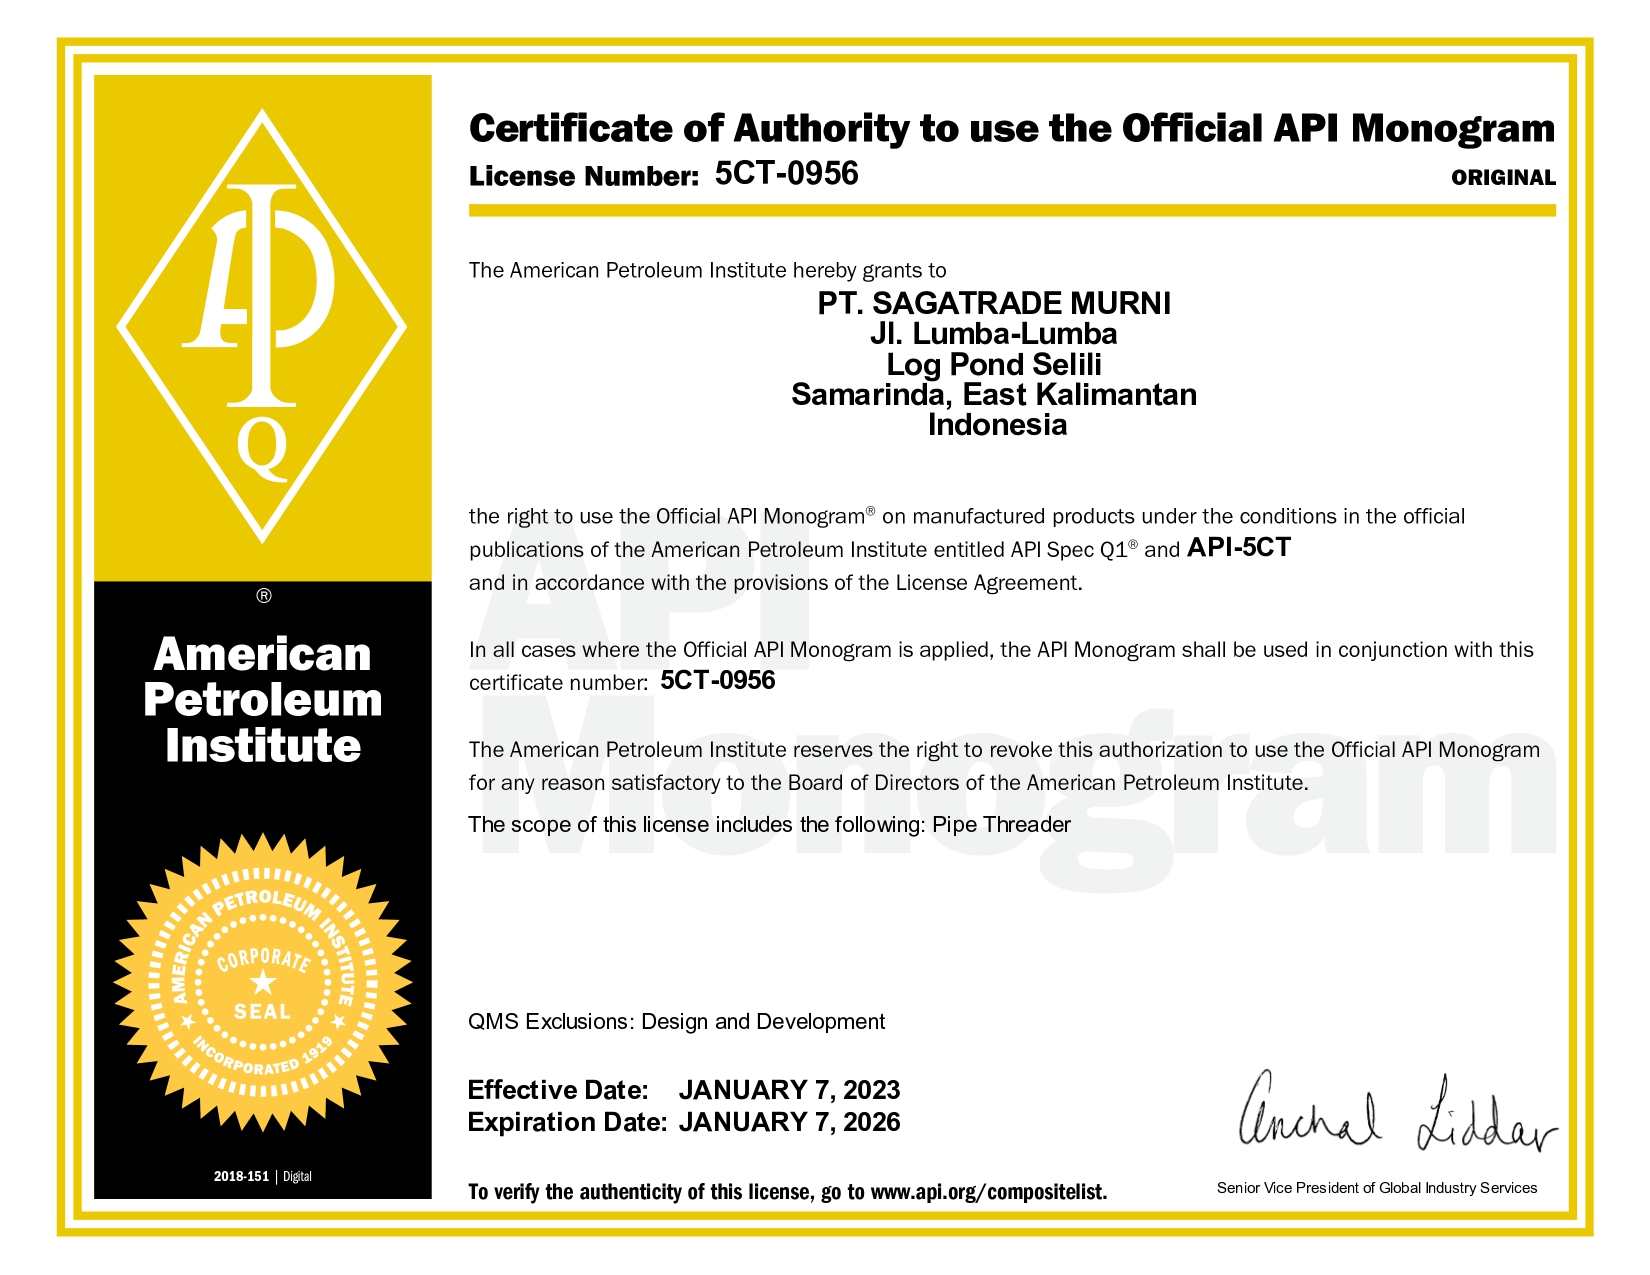 Certificate of Authority to use the Official API Monogram
License Number: 5CT-0956
ORIGINAL
The American Petroleum Institute hereby grants to
PT. SAGATRADE MURNI
Jl. Lumba-Lumba
Log Pond Selili
Samarinda, East Kalimantan
Indonesia
the right to use the Official API Monogram® on manufactured products under the conditions in the official
publications of the American Petroleum Institute entitled API Spec Q1® and API-5CT
and in accordance with the provisions of the License Agreement.
In all cases where the Official API Monogram is applied, the API Monogram shall be used in conjunction with this
certificate number: 5CT-0956
The American Petroleum Institute reserves the right to revoke this authorization to use the Official API Monogram
for any reason satisfactory to the Board of Directors of the American Petroleum Institute.
The scope of this license includes the following: Pipe Threader
QMS Exclusions: Design and Development
Effective Date: JANUARY 7, 2023
Expiration Date: JANUARY 7, 2026
To verify the authenticity of this license, go to www.api.org/compositelist.
Anchal Liddar
Senior Vice President of Global Industry Services
API
Monogram
API
Q
®
American
Petroleum
Institute
AMERICAN PETROLEUM INSTITUTE
CORPORATE
SEAL
INCORPORATED 1919
2018-151 | Digital